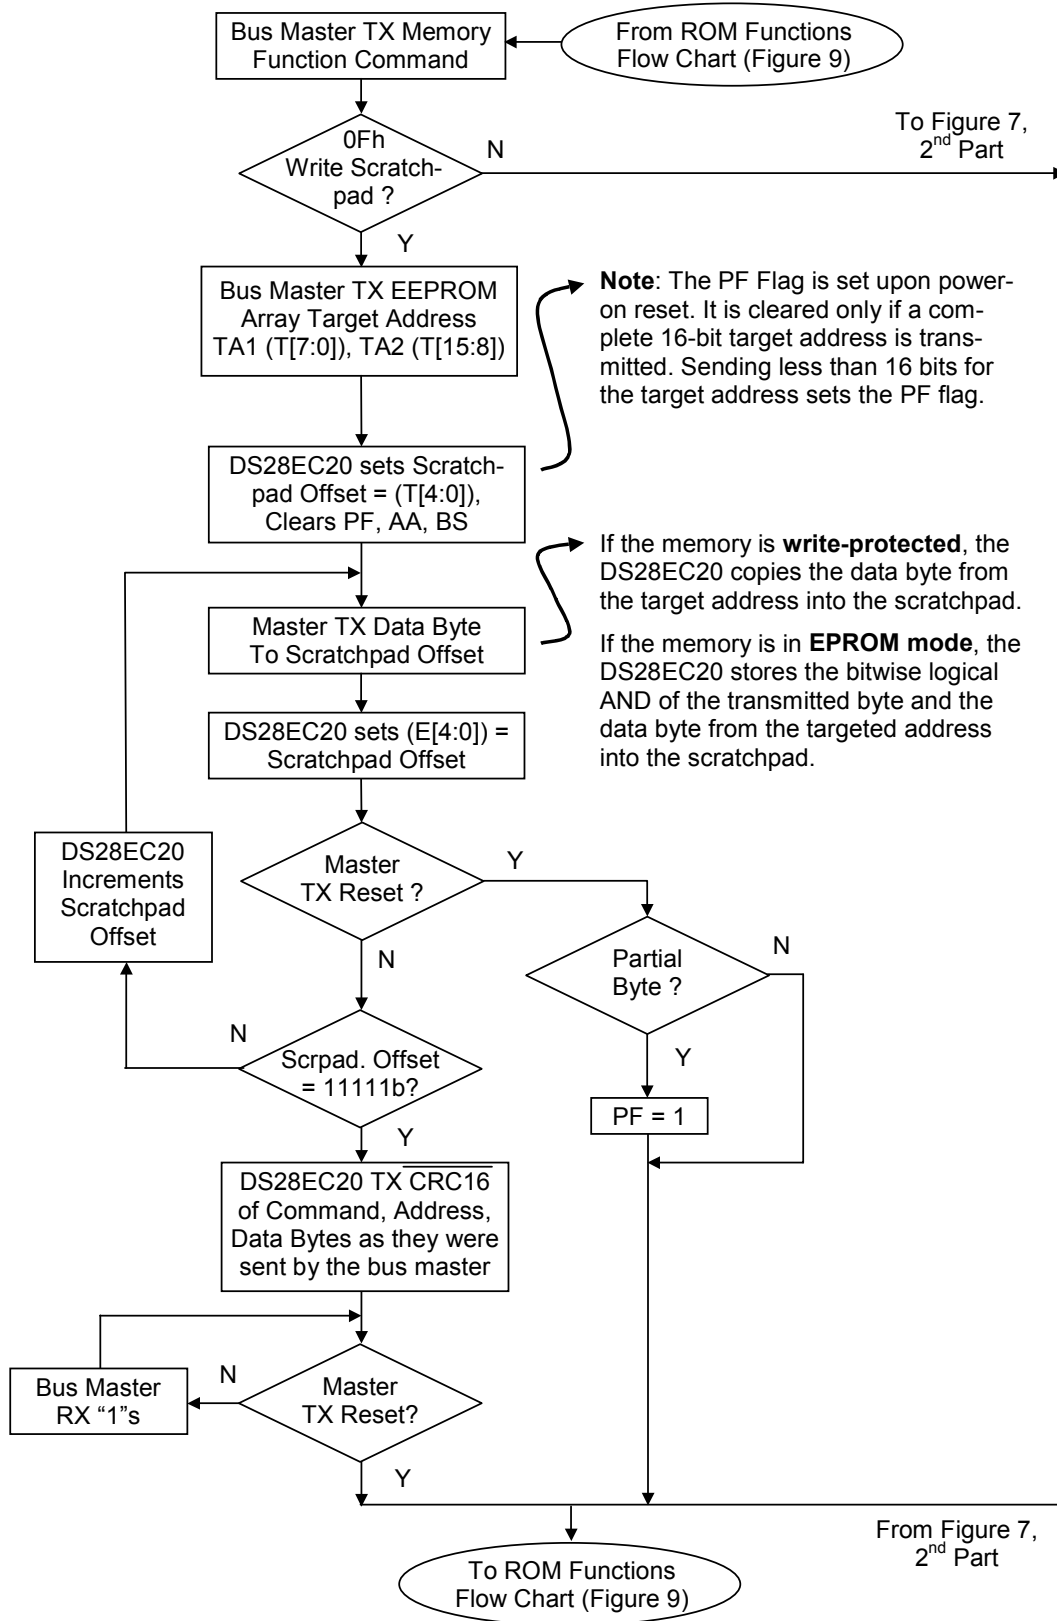 Bus Master TX Memory
Function Command
From ROM Functions
Flow Chart (Figure 9)
To Figure 7,
2nd Part
0Fh
Write Scratch-
pad ?
N
Y
Bus Master TX EEPROM
Array Target Address
TA1 (T[7:0]), TA2 (T[15:8])
Note: The PF Flag is set upon power-
on reset. It is cleared only if a com-
plete 16-bit target address is trans-
mitted. Sending less than 16 bits for
the target address sets the PF flag.
DS28EC20 sets Scratch-
pad Offset = (T[4:0]),
Clears PF, AA, BS
If the memory is write-protected, the
DS28EC20 copies the data byte from
the target address into the scratchpad.
If the memory is in EPROM mode, the
DS28EC20 stores the bitwise logical
AND of the transmitted byte and the
data byte from the targeted address
into the scratchpad.
Master TX Data Byte
To Scratchpad Offset
DS28EC20 sets (E[4:0]) =
Scratchpad Offset
DS28EC20
Increments
Scratchpad
Offset
Master
TX Reset ?
Y
N
Partial
Byte ?
N
Y
PF = 1
N
Scrpad. Offset
= 11111b?
Y
DS28EC20 TX CRC16
of Command, Address,
Data Bytes as they were
sent by the bus master
Bus Master
RX “1”s
N
Master
TX Reset?
Y
From Figure 7,
2nd Part
To ROM Functions
Flow Chart (Figure 9)